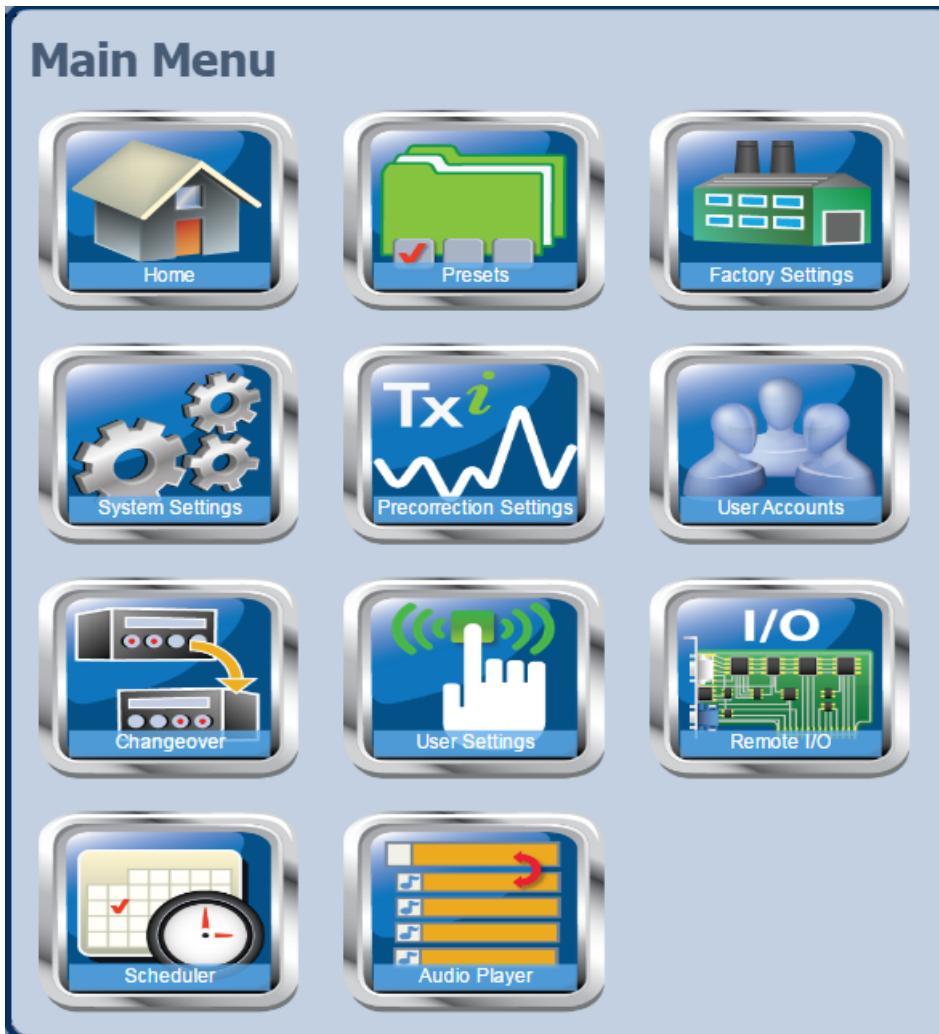 Main Menu
Home
Presets
Factory Settings
System Settings
Txi
Precorrection Settings
User Accounts
Changeover
User Settings
I/O
Remote I/O
Scheduler
Audio Player